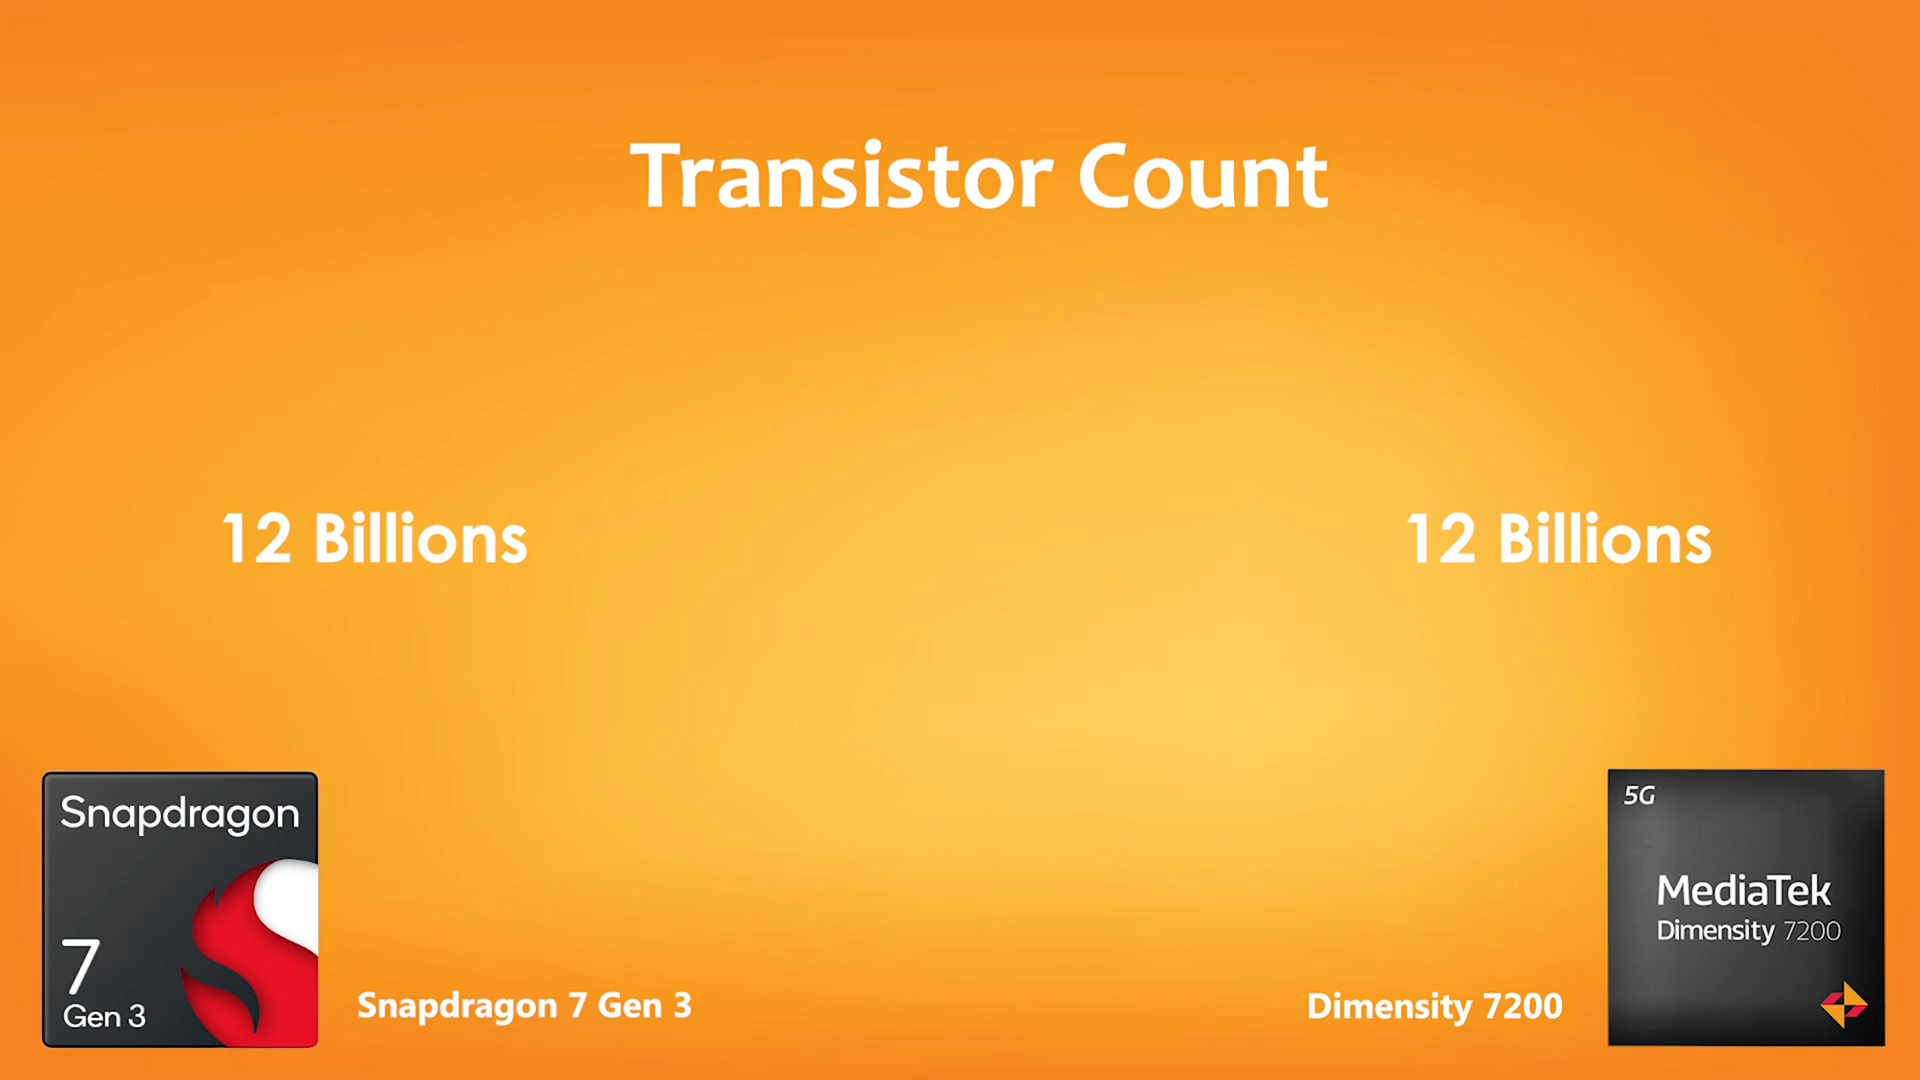 Transistor Count
12 Billions
12 Billions
Snapdragon
7
Gen 3
Snapdragon 7 Gen 3
Dimensity 7200
5G
MediaTek
Dimensity 7200